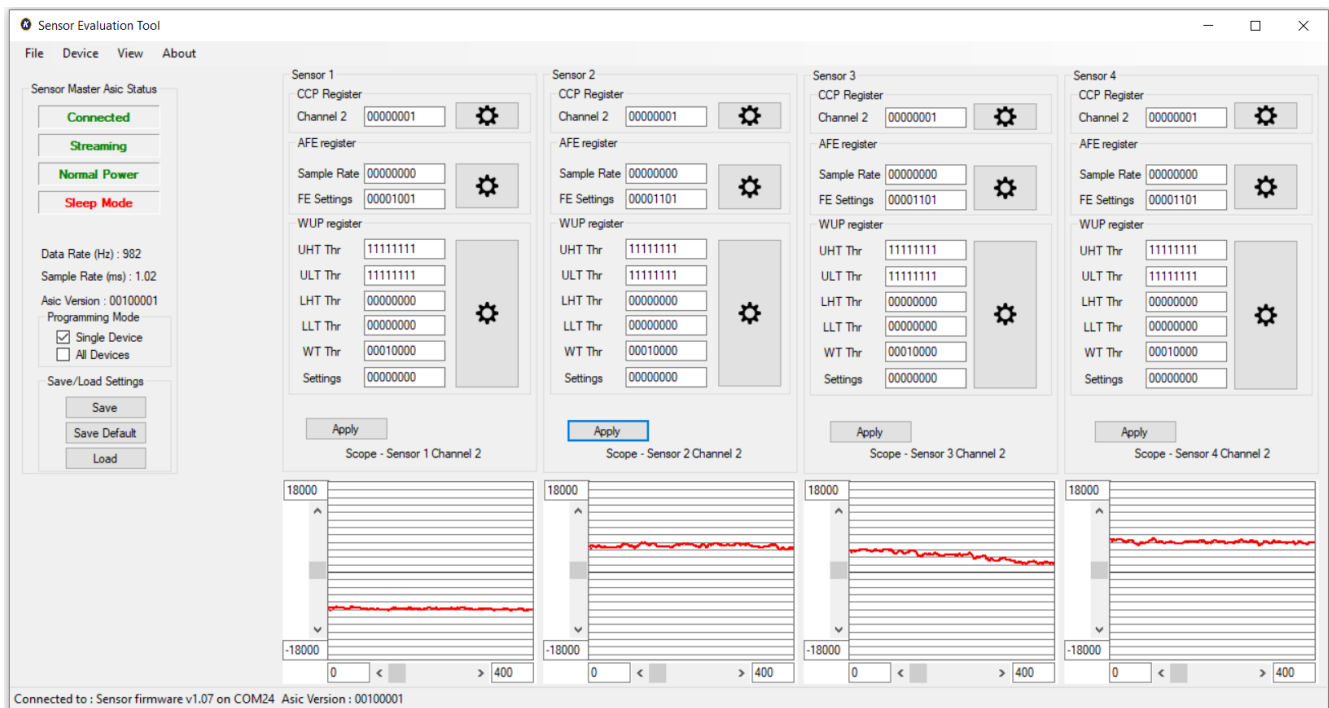 Sensor Evaluation Tool
File Device View About
Sensor Master Asic Status
Connected
Streaming
Normal Power
Sleep Mode
Data Rate (Hz) : 982
Sample Rate (ms) : 1.02
Asic Version : 00100001
Programming Mode
Single Device
All Devices
Save/Load Settings
Save
Save Default
Load
Sensor 1
CCP Register
Channel 2 00000001
AFE register
Sample Rate 00000000
FE Settings 00001001
WUP register
UHT Thr 11111111
ULT Thr 11111111
LHT Thr 00000000
LLT Thr 00000000
WT Thr 00010000
Settings 00000000
Apply
Scope - Sensor 1 Channel 2
18000
-18000
0 400
Sensor 2
CCP Register
Channel 2 00000001
AFE register
Sample Rate 00000000
FE Settings 00001101
WUP register
UHT Thr 11111111
ULT Thr 11111111
LHT Thr 00000000
LLT Thr 00000000
WT Thr 00010000
Settings 00000000
Apply
Scope - Sensor 2 Channel 2
18000
-18000
0 400
Sensor 3
CCP Register
Channel 2 00000001
AFE register
Sample Rate 00000000
FE Settings 00001101
WUP register
UHT Thr 11111111
ULT Thr 11111111
LHT Thr 00000000
LLT Thr 00000000
WT Thr 00010000
Settings 00000000
Apply
Scope - Sensor 3 Channel 2
18000
-18000
0 400
Sensor 4
CCP Register
Channel 2 00000001
AFE register
Sample Rate 00000000
FE Settings 00001101
WUP register
UHT Thr 11111111
ULT Thr 11111111
LHT Thr 00000000
LLT Thr 00000000
WT Thr 00010000
Settings 00000000
Apply
Scope - Sensor 4 Channel 2
18000
-18000
0 400
Connected to : Sensor firmware v1.07 on COM24 Asic Version : 00100001